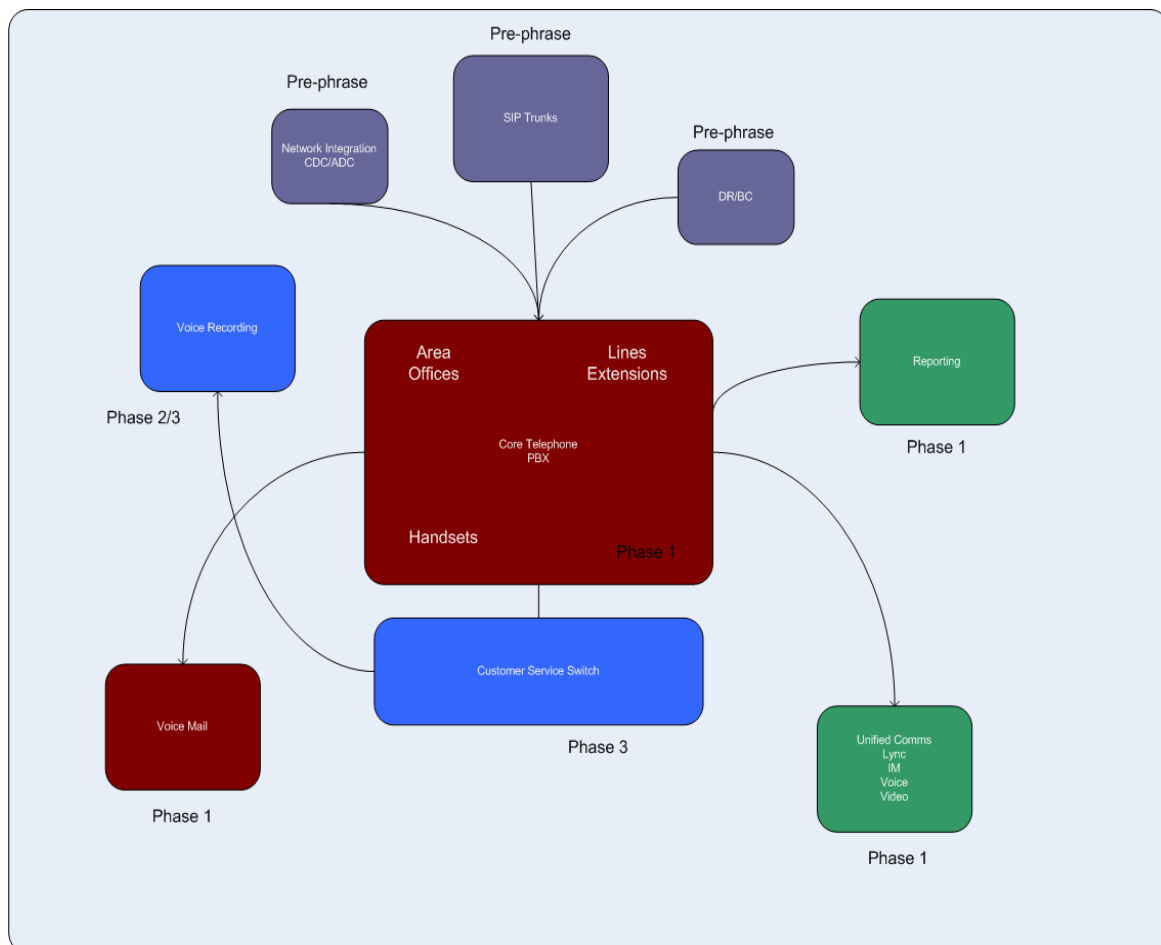 Pre-phrase
SIP Trunks
Pre-phrase
Network Integration
CDC/ADC
Pre-phrase
DR/BC
Voice Recording
Phase 2/3
Area
Offices
Lines
Extensions
Core Telephone
PBX
Handsets
Phase 1
Reporting
Phase 1
Customer Service Switch
Phase 3
Voice Mail
Phase 1
Unified Comms
Lync
IM
Voice
Video
Phase 1